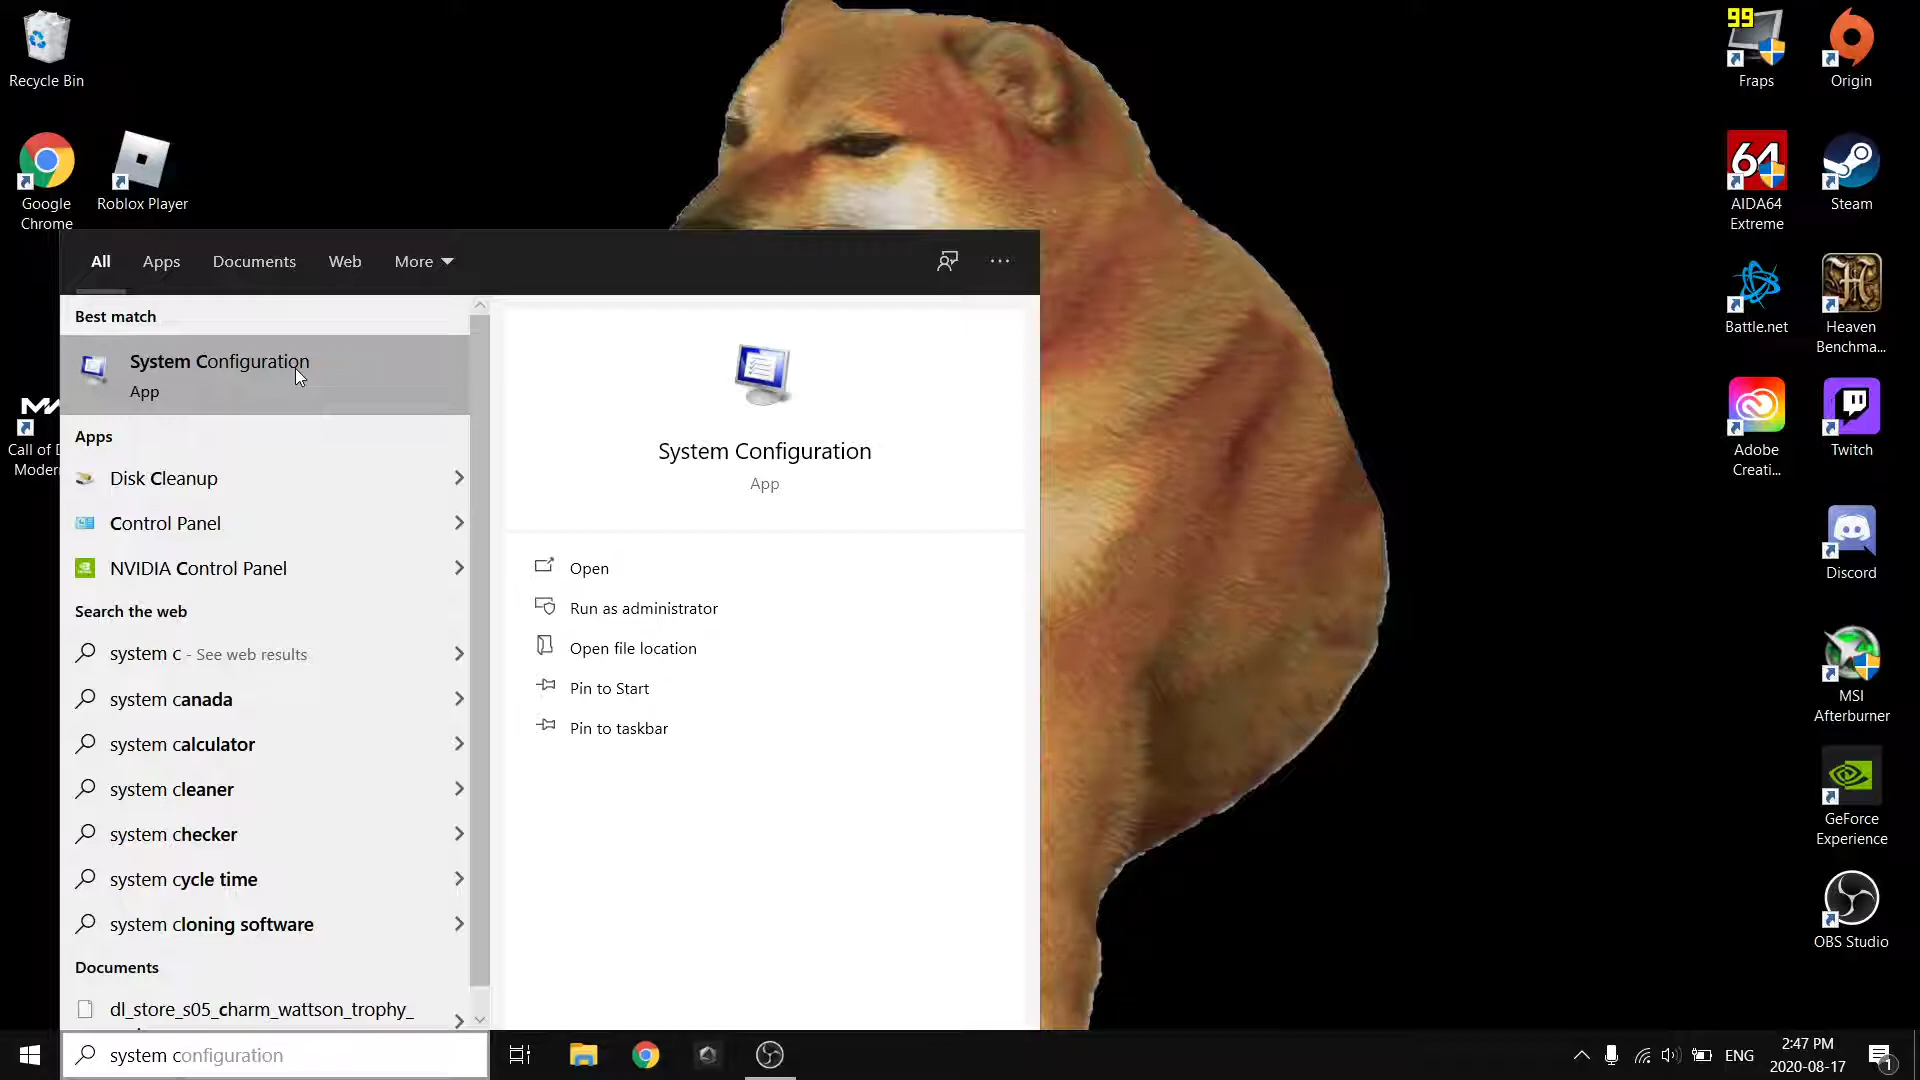 Recycle Bin
Google
Chrome
Roblox Player
Call of D
Moder
All
Apps
Documents
Web
More
Best match
System Configuration
App
Apps
Disk Cleanup
Control Panel
NVIDIA Control Panel
Search the web
system c - See web results
system canada
system calculator
system cleaner
system checker
system cycle time
system cloning software
Documents
dl_store_s05_charm_wattson_trophy_
system configuration
System Configuration
App
Open
Run as administrator
Open file location
Pin to Start
Pin to taskbar
99
Fraps
Origin
64
AIDA64
Extreme
Steam
Battle.net
Heaven
Benchma...
Adobe
Creati...
Twitch
Discord
MSI
Afterburner
GeForce
Experience
OBS Studio
ENG
2:47 PM
2020-08-17
1